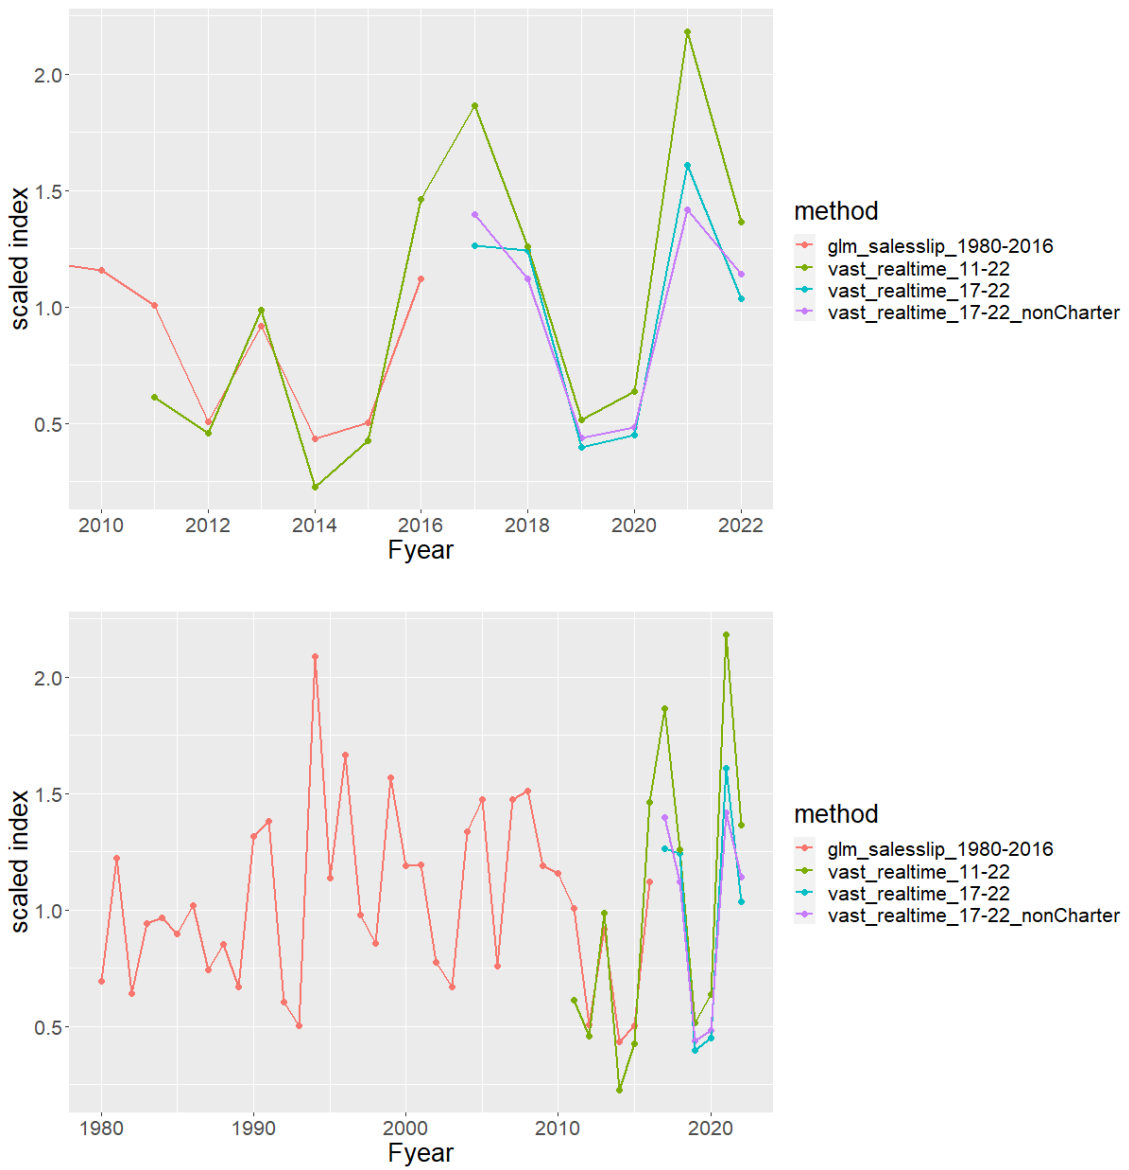 2.0
1.5
1.0
0.5
scaled index
2010 2012 2014 2016 2018 2020 2022
Fyear
method
glm_salesslip_1980-2016
vast_realtime_11-22
vast_realtime_17-22
vast_realtime_17-22_nonCharter
2.0
1.5
1.0
0.5
scaled index
1980 1990 2000 2010 2020
Fyear
method
glm_salesslip_1980-2016
vast_realtime_11-22
vast_realtime_17-22
vast_realtime_17-22_nonCharter